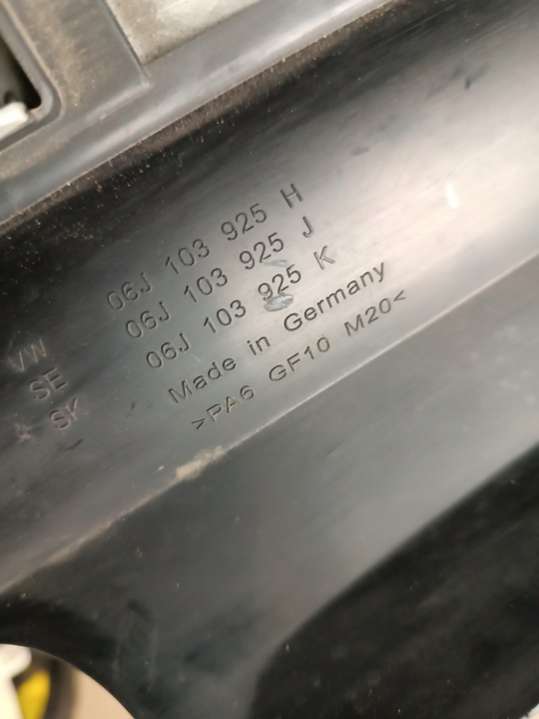 06J 103 925 H
06J 103 925 J
06J 103 925 K
Made in Germany
>PA6 GF10 M20<
VW
SE
SK